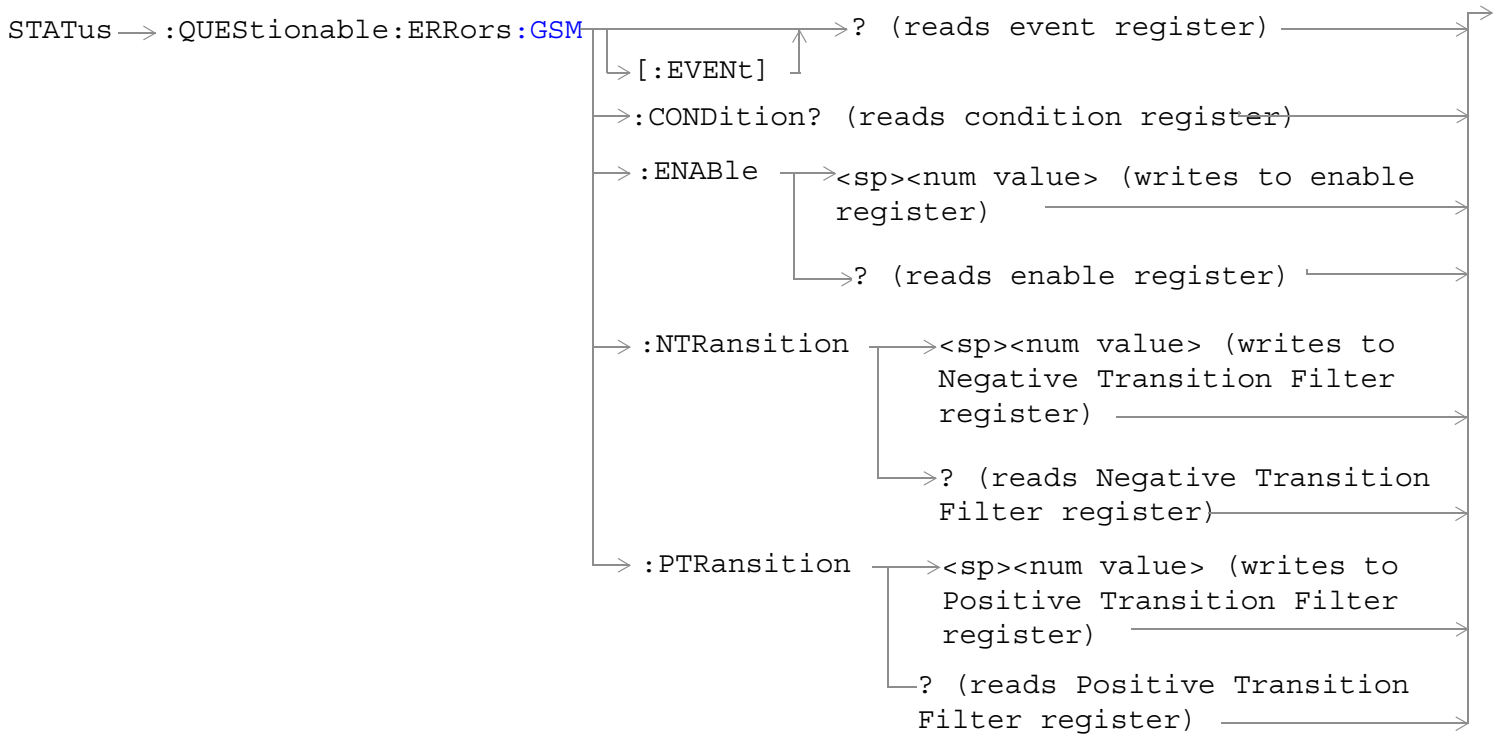 STATus :QUEStionable:ERRors:GSM ? (reads event register)
[:EVENt]
:CONDition? (reads condition register)
:ENABle <sp><num value> (writes to enable
register)
? (reads enable register)
:NTRansition <sp><num value> (writes to
Negative Transition Filter
register)
? (reads Negative Transition
Filter register)
:PTRansition <sp><num value> (writes to
Positive Transition Filter
register)
? (reads Positive Transition
Filter register)